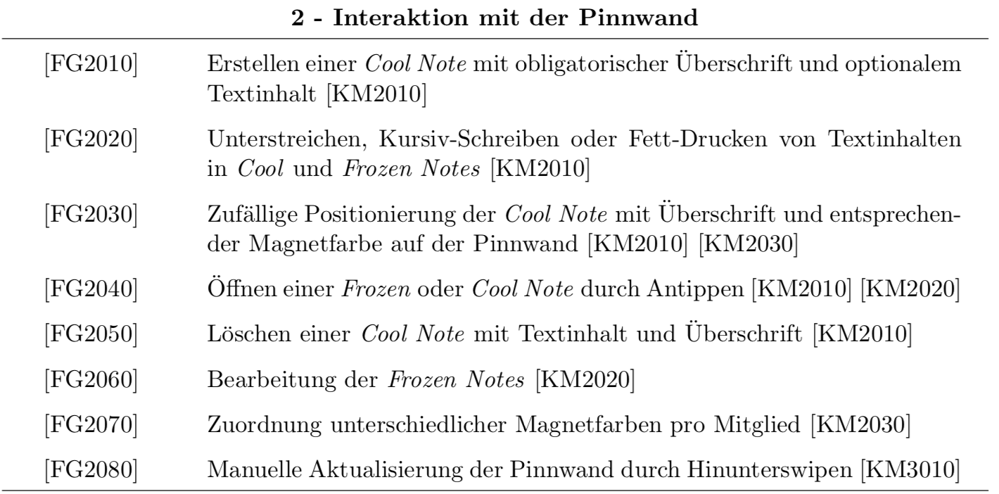 2 - Interaktion mit der Pinnwand
[FG2010] Erstellen einer Cool Note mit obligatorischer Überschrift und optionalem
Textinhalt [KM2010]
[FG2020] Unterstreichen, Kursiv-Schreiben oder Fett-Drucken von Textinhalten
in Cool und Frozen Notes [KM2010]
[FG2030] Zufällige Positionierung der Cool Note mit Überschrift und entsprechen-
der Magnetfarbe auf der Pinnwand [KM2010] [KM2030]
[FG2040] Öffnen einer Frozen oder Cool Note durch Antippen [KM2010] [KM2020]
[FG2050] Löschen einer Cool Note mit Textinhalt und Überschrift [KM2010]
[FG2060] Bearbeitung der Frozen Notes [KM2020]
[FG2070] Zuordnung unterschiedlicher Magnetfarben pro Mitglied [KM2030]
[FG2080] Manuelle Aktualisierung der Pinnwand durch Hinunterswipen [KM3010]